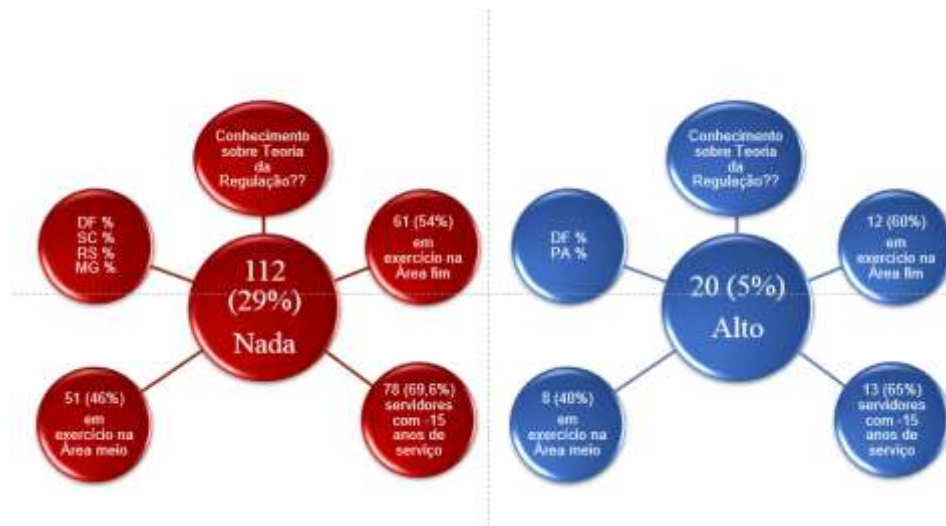 Conhecimento
sobre Teoria
da
Regulação??
DF %
SC %
RS %
MG %
61 (54%)
em
exercício na
Área fim
112
(29%)
Nada
51 (46%)
em
exercício na
Área meio
78 (69,6%)
servidores
com -15
anos de
serviço
Conhecimento
sobre Teoria
da
Regulação??
DF %
PA %
12 (60%)
em
exercício na
Área fim
20 (5%)
Alto
8 (40%)
em
exercício na
Área meio
13 (65%)
servidores
com -15
anos de
serviço